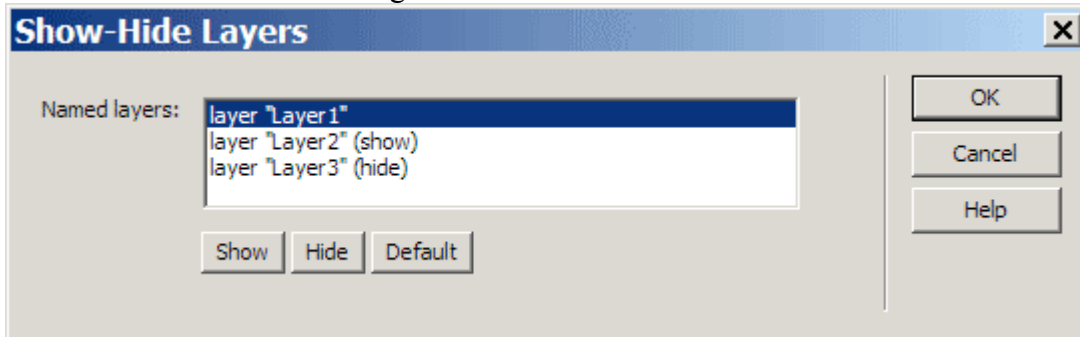 Show-Hide Layers
Named layers:
layer "Layer1"
layer "Layer2" (show)
layer "Layer3" (hide)
Show Hide Default
OK
Cancel
Help